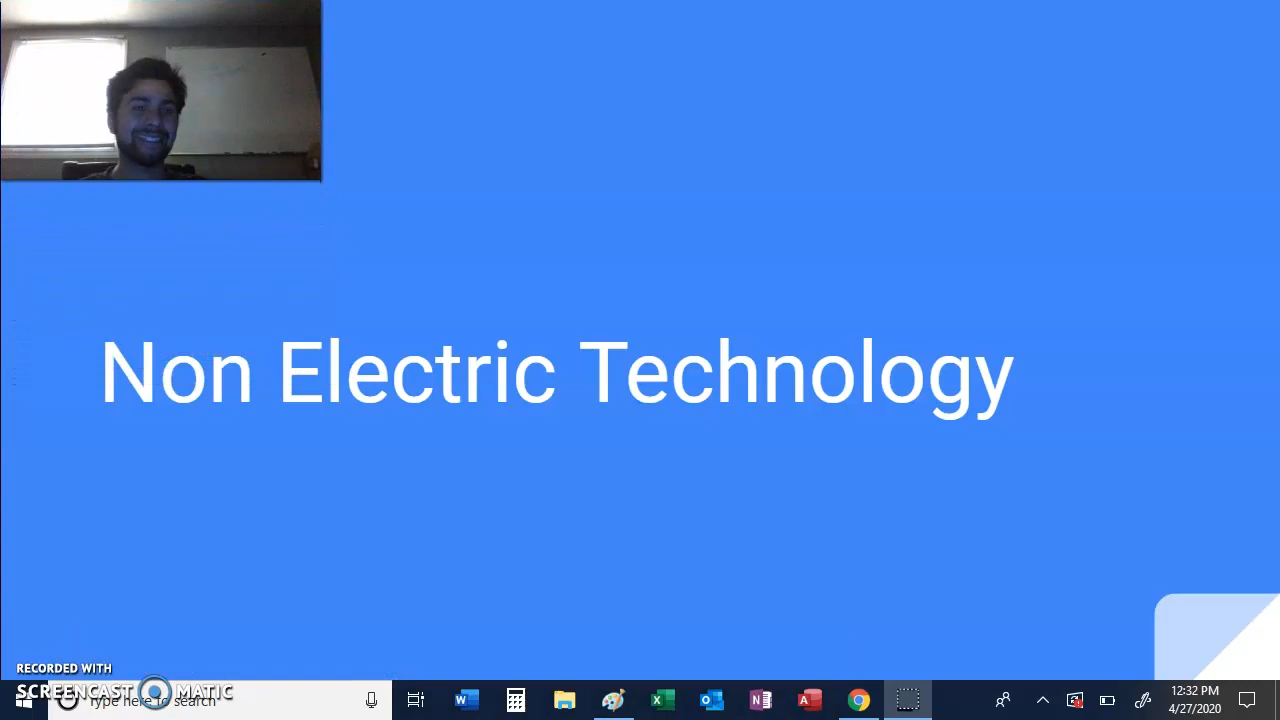 Non Electric Technology
RECORDED WITH
SCREENCAST MATIC
Type here to search
12:32 PM
4/27/2020